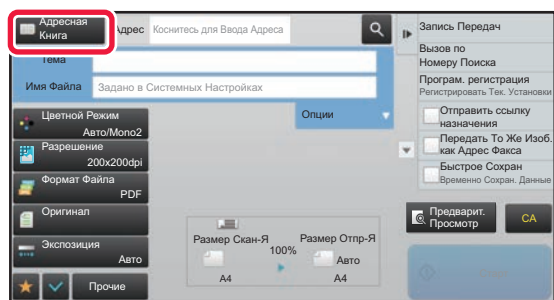 Адресная
Книга
Адрес
Коснитесь для Ввода Адреса
Тема
Имя Файла
Задано в Системных Настройках
Опции
Цветной Режим
Авто/Mono2
Разрешение
200x200dpi
Формат Файла
PDF
Оригинал
Экспозиция
Авто
Прочие
Размер Скан-Я
100%
Размер Отпр-Я
Авто
A4
A4
Запись Передач
Вызов по
Номеру Поиска
Програм. регистрация
Регистрировать Тек. Установки
Отправить ссылку
назначения
Передать То Же Изоб.
как Адрес Факса
Быстрое Сохран
Временно Сохран. Данные
Предварит.
Просмотр
CA